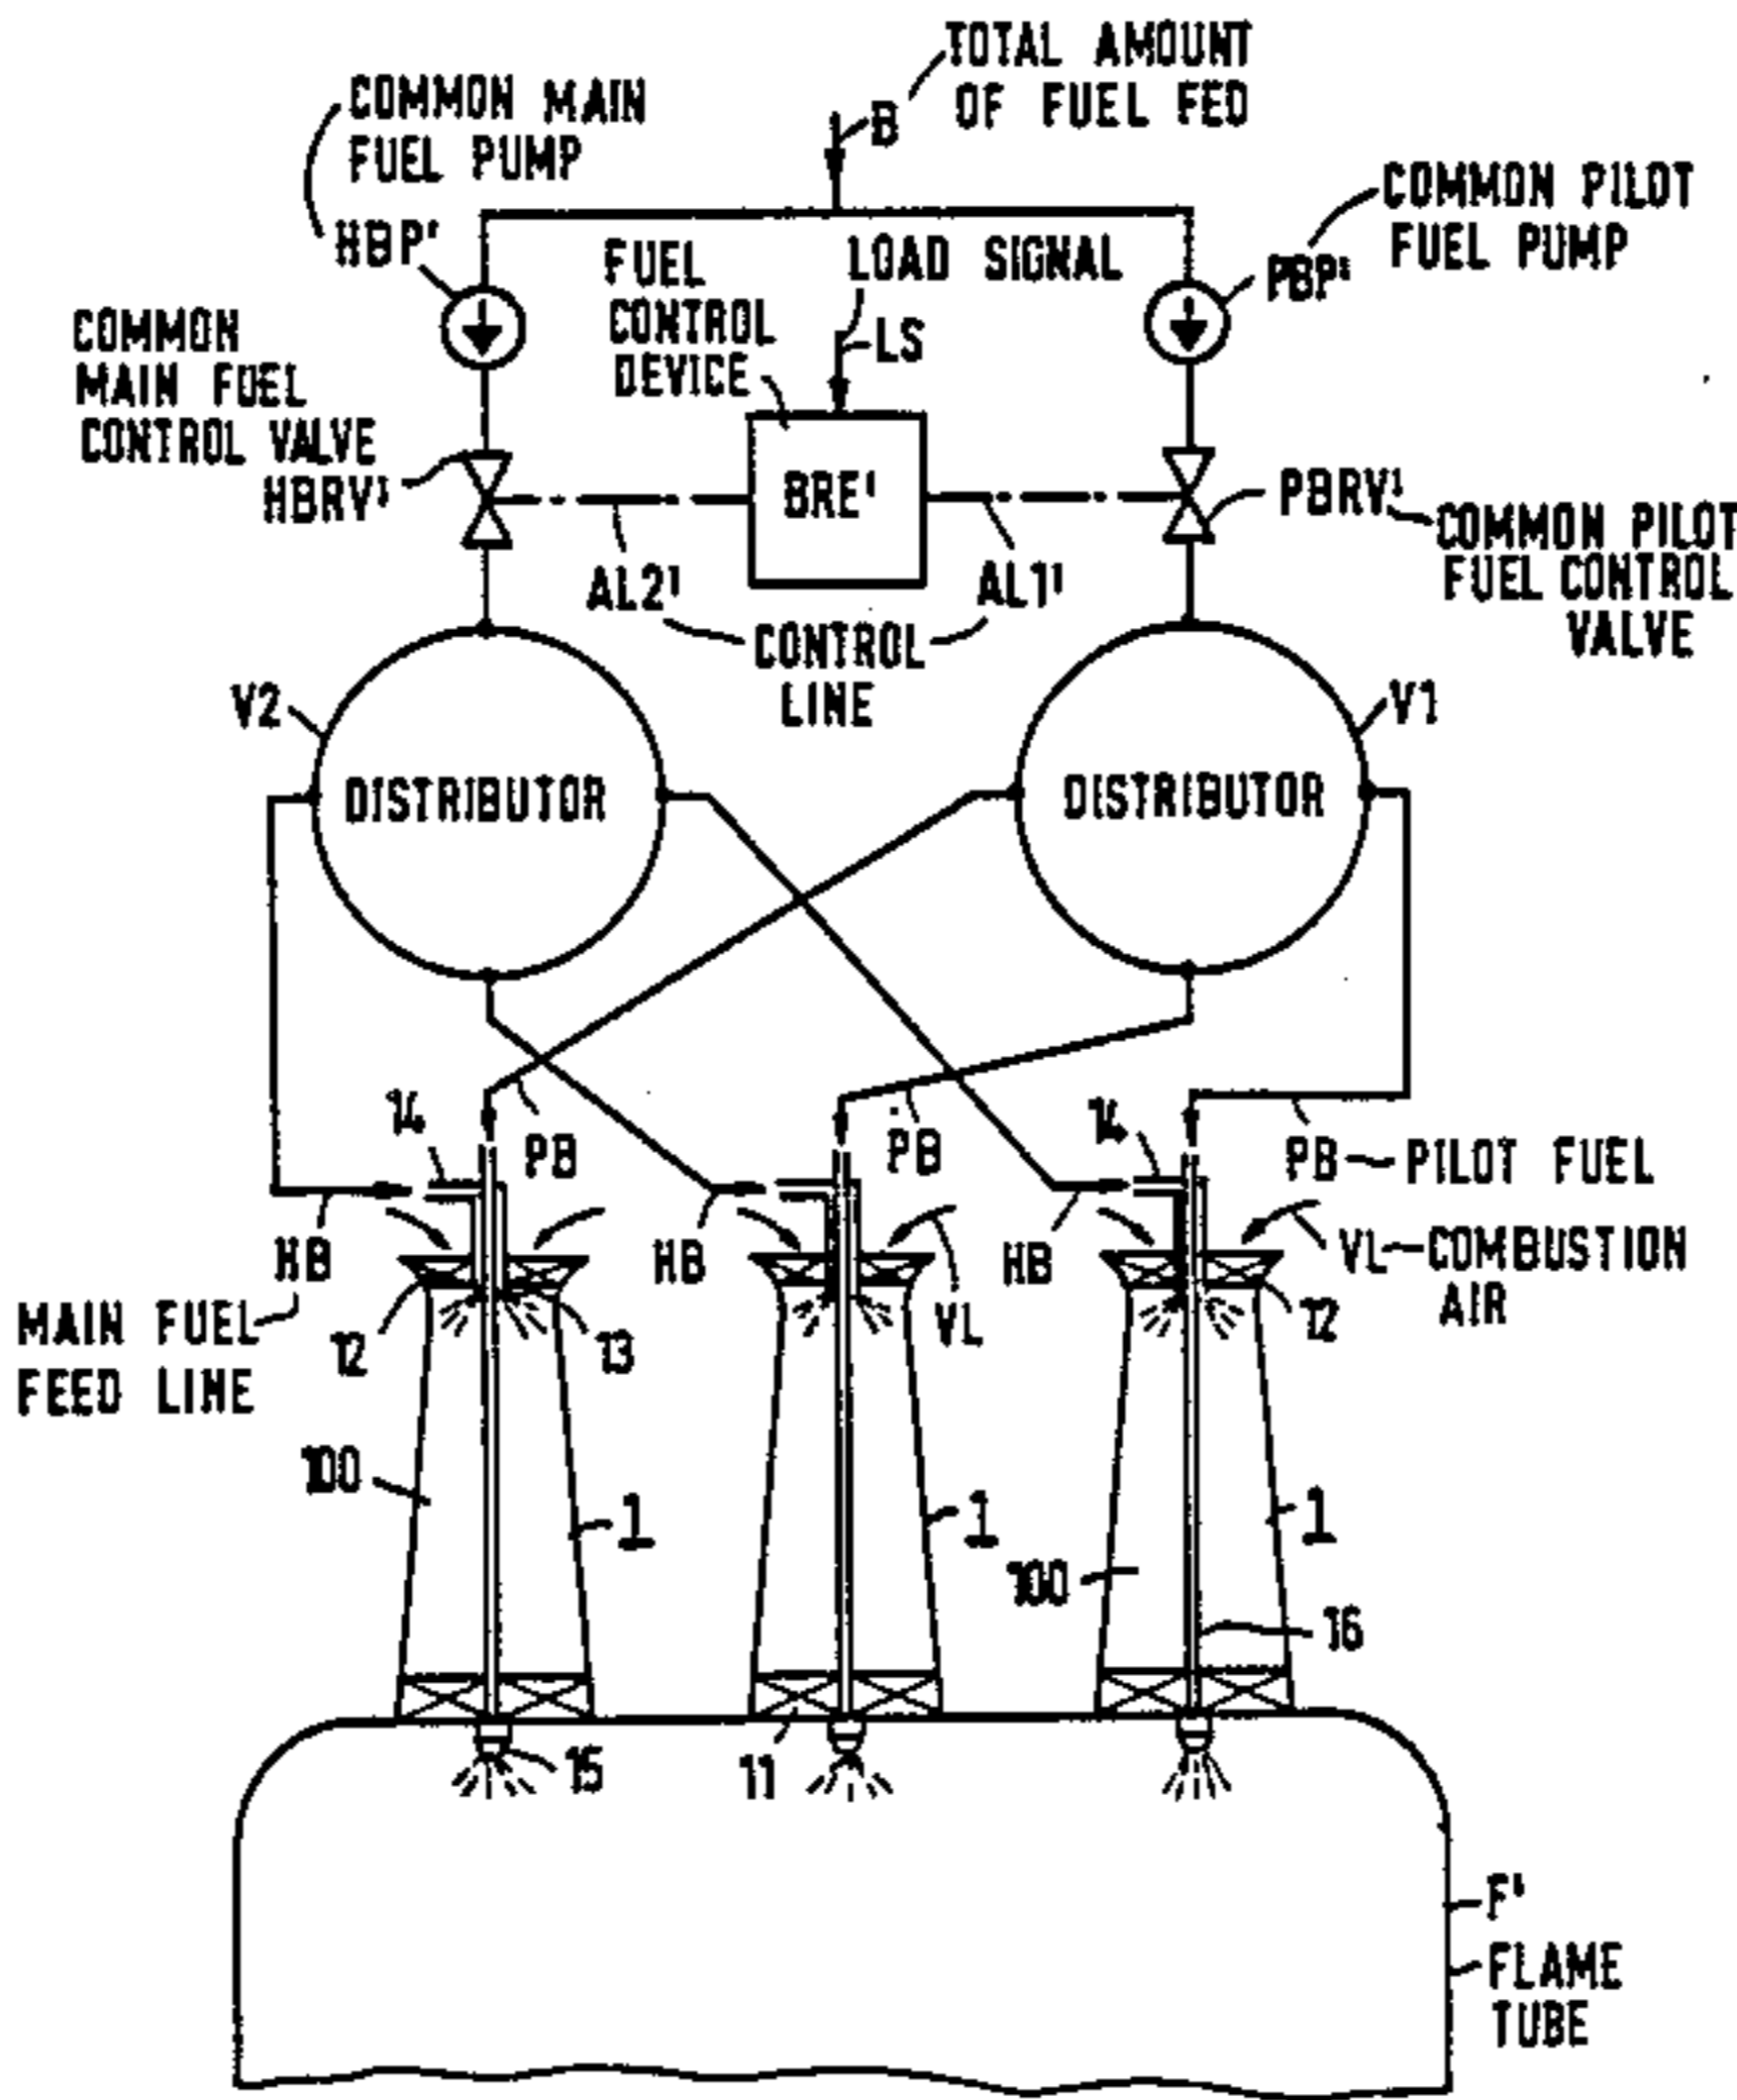 TOTAL AMOUNT
OF FUEL FED
B
COMMON MAIN
FUEL PUMP
HBP'
COMMON PILOT
FUEL PUMP
PBP'
FUEL
CONTROL
DEVICE
LOAD SIGNAL
LS
COMMON
MAIN FUEL
CONTROL VALVE
HBRV'
BRE'
PBRV'
COMMON PILOT
FUEL CONTROL
VALVE
AL2'
AL1'
CONTROL
LINE
V2
V1
DISTRIBUTOR
DISTRIBUTOR
14
PB
PB
14
PB
PILOT FUEL
HB
HB
HB
VL
COMBUSTION
AIR
MAIN FUEL
FEED LINE
12
13
VL
12
100
1
1
1
100
16
15
11
F'
FLAME
TUBE